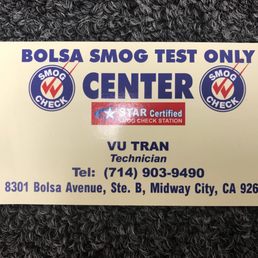 BOLSA SMOG TEST ONLY
SMOG CHECK
CENTER
SMOG CHECK
STAR Certified
SMOG CHECK STATION
VU TRAN
Technician
Tel: (714) 903-9490
8301 Bolsa Avenue, Ste. B, Midway City, CA 926